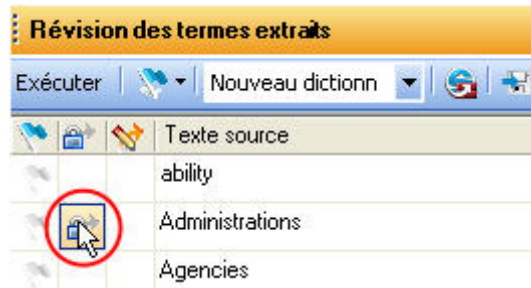 Révision des termes extraits
Exécuter Nouveau dictionn
Texte source
ability
Administrations
Agencies